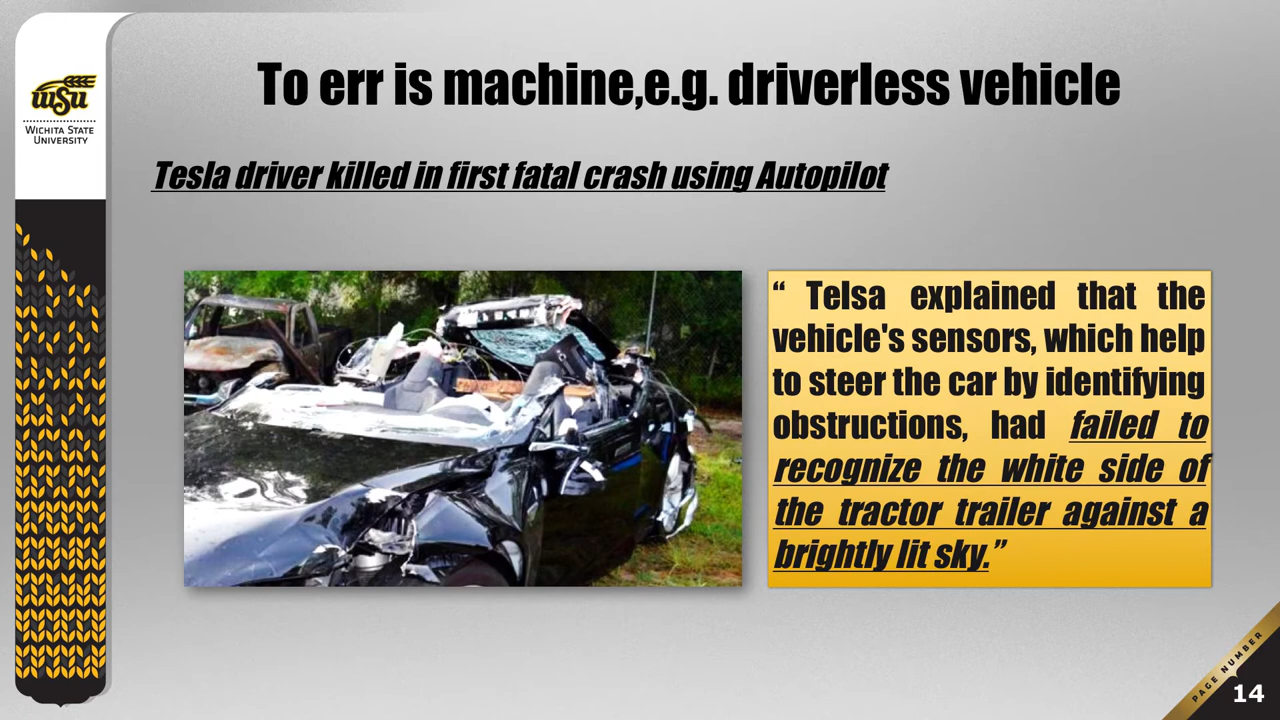 wsu
WICHITA STATE
UNIVERSITY
To err is machine,e.g. driverless vehicle
Tesla driver killed in first fatal crash using Autopilot
“ Telsa explained that the
vehicle's sensors, which help
to steer the car by identifying
obstructions, had failed to
recognize the white side of
the tractor trailer against a
brightly lit sky.”
PAGE NUMBER
14